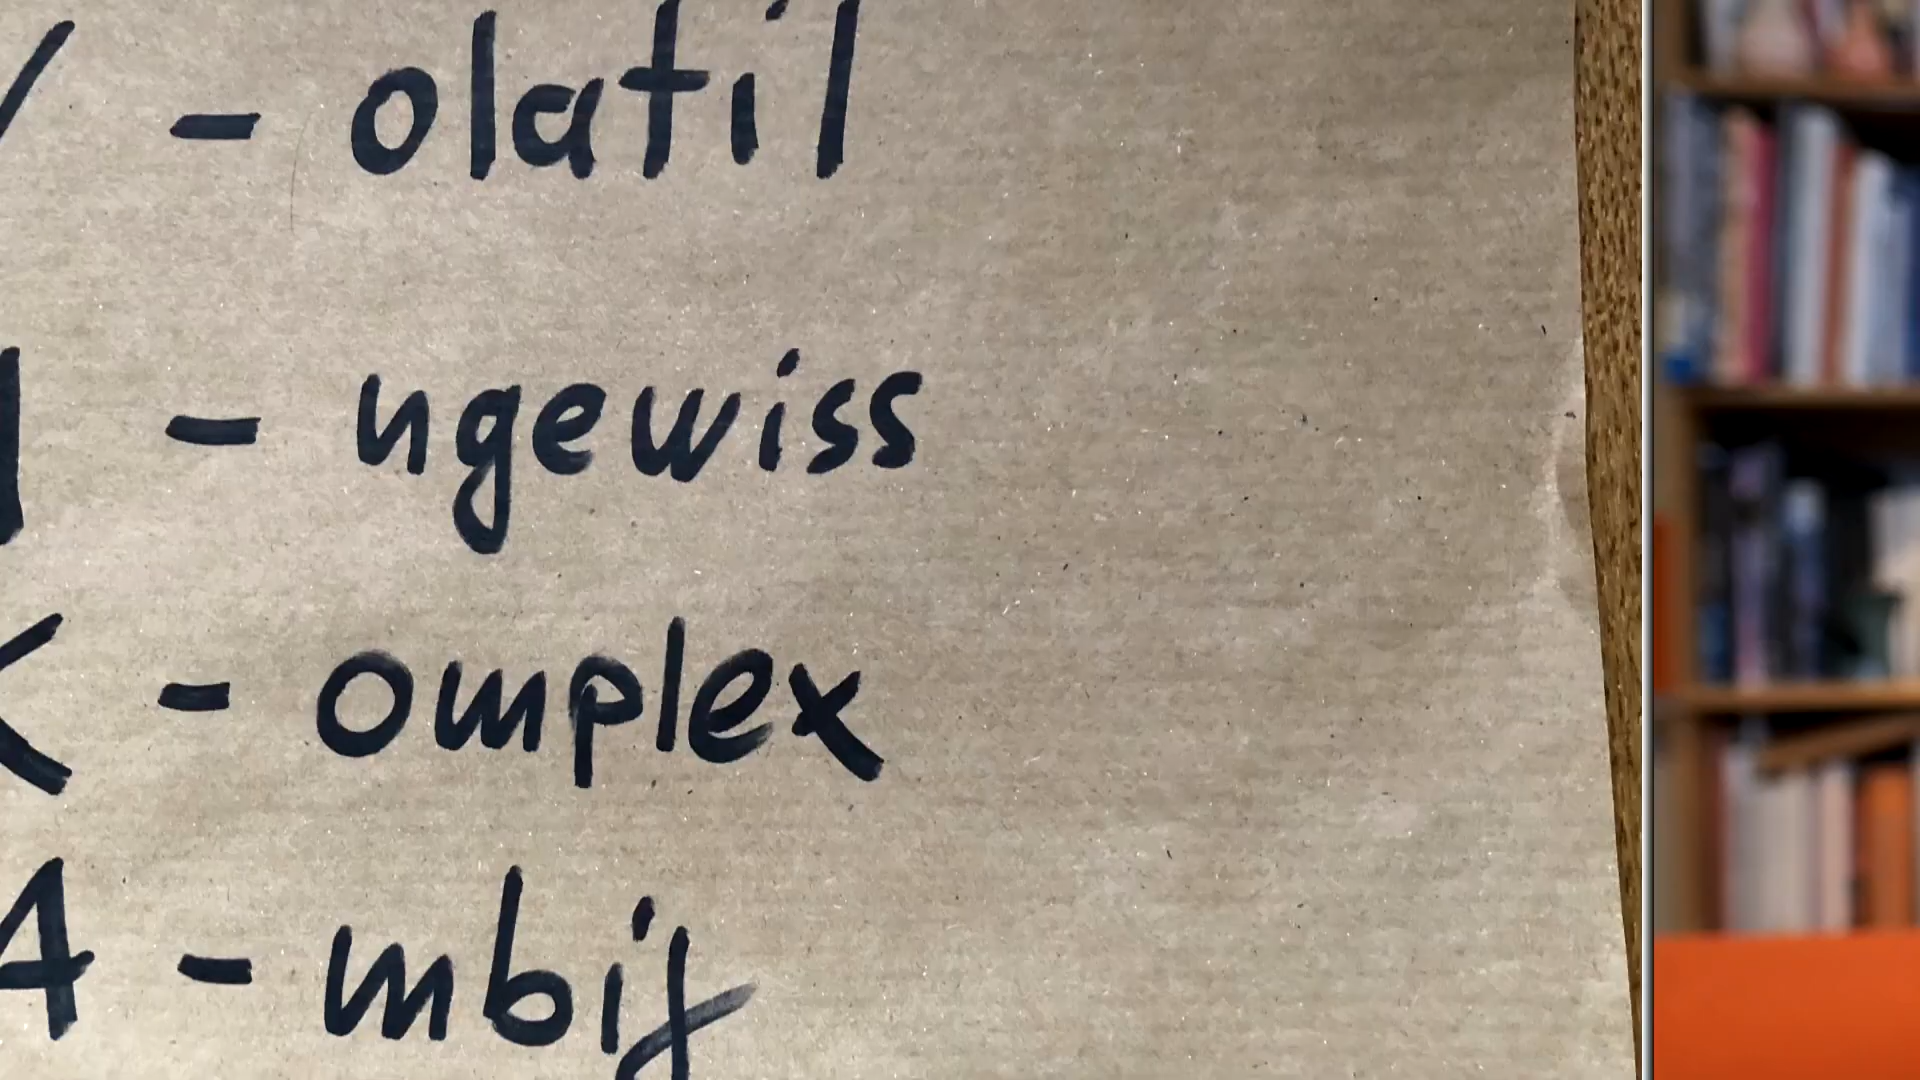 V - olatil
U - ngewiss
K - omplex
A - mbig